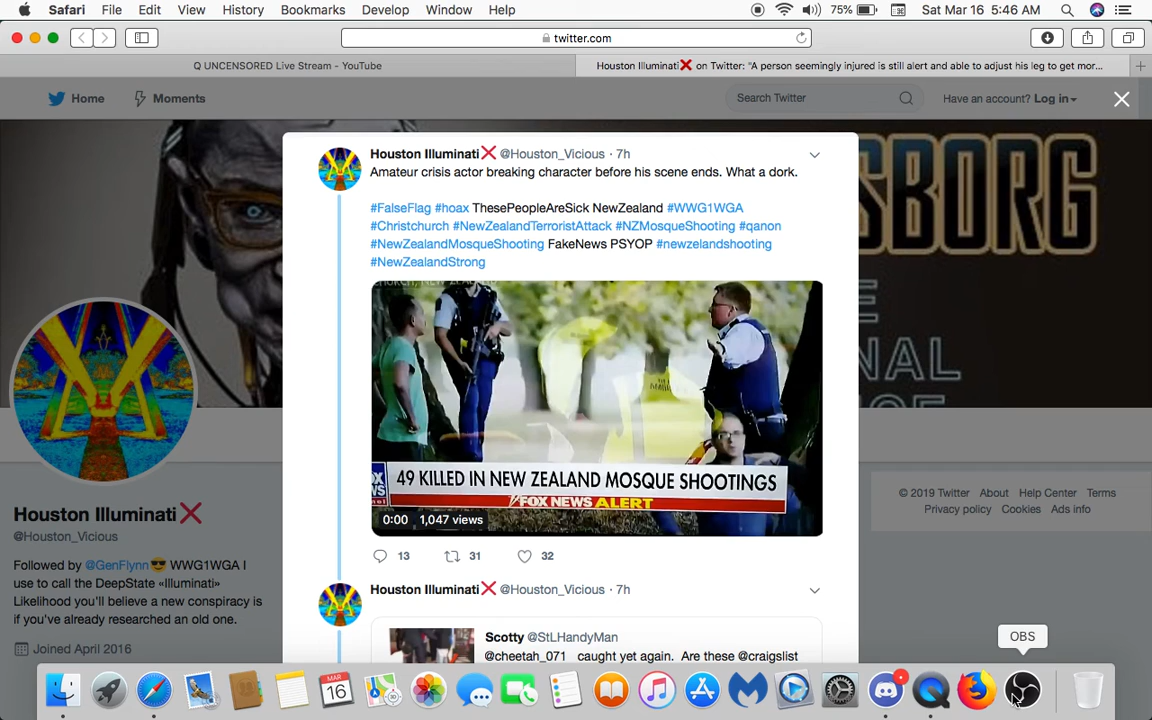 Safari File Edit View History Bookmarks Develop Window Help 75% Sat Mar 16 5:46 AM
twitter.com
Q UNCENSORED Live Stream - YouTube
Houston Illuminati❌ on Twitter: "A person seemingly injured is still alert and able to adjust his leg to get mor...
Home Moments Search Twitter Have an account? Log in
SBORG
NAL
Houston Illuminati❌ @Houston_Vicious · 7h
Amateur crisis actor breaking character before his scene ends. What a dork.
#FalseFlag #hoax ThesePeopleAreSick NewZealand #WWG1WGA
#Christchurch #NewZealandTerroristAttack #NZMosqueShooting #qanon
#NewZealandMosqueShooting FakeNews PSYOP #newzelandshooting
#NewZealandStrong
49 KILLED IN NEW ZEALAND MOSQUE SHOOTINGS
FOX NEWS ALERT
0:00 1,047 views
13 31 32
Houston Illuminati❌ @Houston_Vicious · 7h
Scotty @StLHandyMan
@cheetah_071 caught yet again. Are these @craigslist
Houston Illuminati❌
@Houston_Vicious
Followed by @GenFlynn😎 WWG1WGA I
use to call the DeepState «Illuminati»
Likelihood you'll believe a new conspiracy is
if you've already researched an old one.
Joined April 2016
© 2019 Twitter About Help Center Terms
Privacy policy Cookies Ads info
OBS
MAR
16